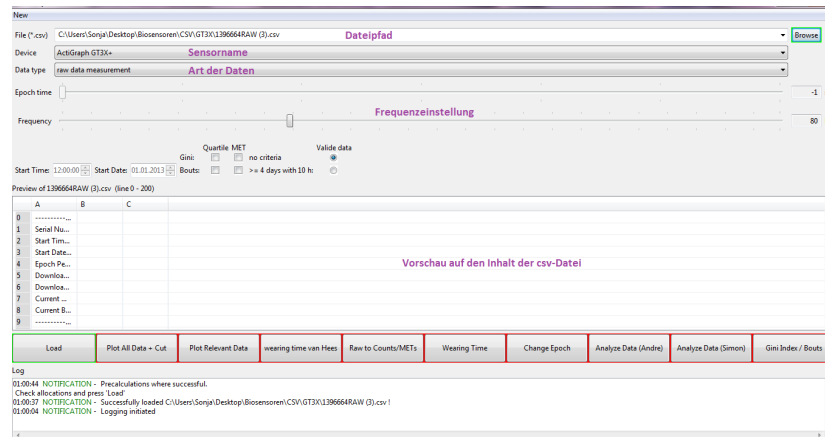 New
File (*.csv) C:\Users\Sonja\Desktop\Biosensoren\CSV\GT3X\1396664RAW (3).csv Dateipfad Browse
Device ActiGraph GT3X+ Sensorname
Data type raw data measurement Art der Daten
Epoch time -1
Frequenzeinstellung
Frequency 80
Quartile MET Valide data
Gini: no criteria
Start Time: 12:00:00 Start Date: 01.01.2013 Bouts: >= 4 days with 10 h:
Preview of 1396664RAW (3).csv (line 0 - 200)
A B C
0 ----------...
1 Serial Nu...
2 Start Tim...
3 Start Date...
4 Epoch Pe... Vorschau auf den Inhalt der csv-Datei
5 Downloa...
6 Downloa...
7 Current ...
8 Current B...
9 ----------...
Load Plot All Data + Cut Plot Relevant Data wearing time van Hees Raw to Counts/METs Wearing Time Change Epoch Analyze Data (Andre) Analyze Data (Simon) Gini Index / Bouts
Log
01:00:44 NOTIFICATION - Precalculations where successful.
Check allocations and press 'Load'
01:00:37 NOTIFICATION - Successfully loaded C:\Users\Sonja\Desktop\Biosensoren\CSV\GT3X\1396664RAW (3).csv !
01:00:04 NOTIFICATION - Logging initiated